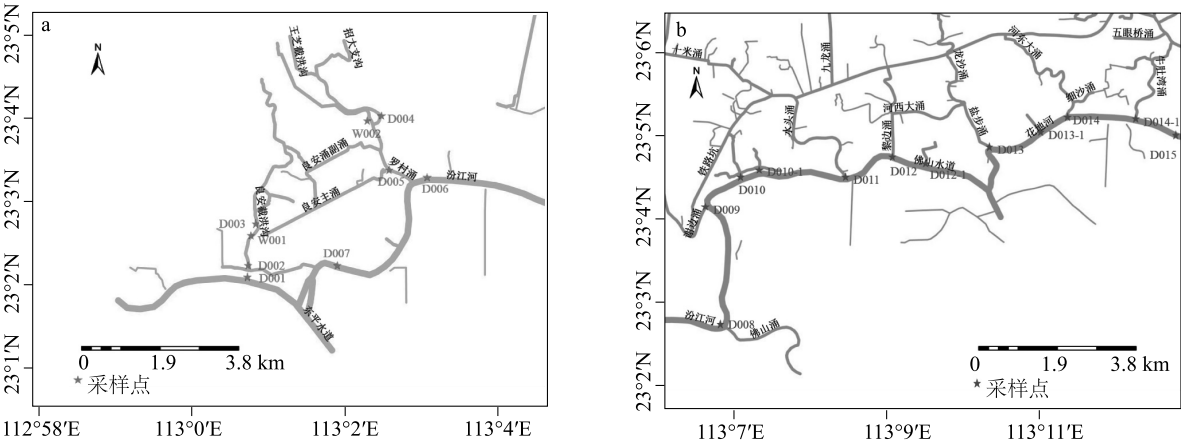 a
23°5′N
23°4′N
23°3′N
23°2′N
23°1′N
N
王芝截洪沟
招大支沟
D004
W002
良安涌副涌
罗村涌
D005
D006
汾江河
良安主涌
良安截洪沟
D003
W001
D002
D001
D007
东平水道
0
1.9
3.8 km
采样点
112°58′E
113°0′E
113°2′E
113°4′E
b
23°6′N
23°5′N
23°4′N
23°3′N
23°2′N
N
十米涌
九龙涌
河东大涌
五眼桥涌
龙沙涌
牛肚湾涌
细沙涌
水头涌
河西大涌
盐步涌
花地河
D014
D014-1
D013-1
D015
D013
黎边涌
佛山水道
D012
D012-1
D011
D010-1
D010
铁路坑
D009
汾江河
D008
佛山涌
0
1.9
3.8 km
采样点
113°7′E
113°9′E
113°11′E